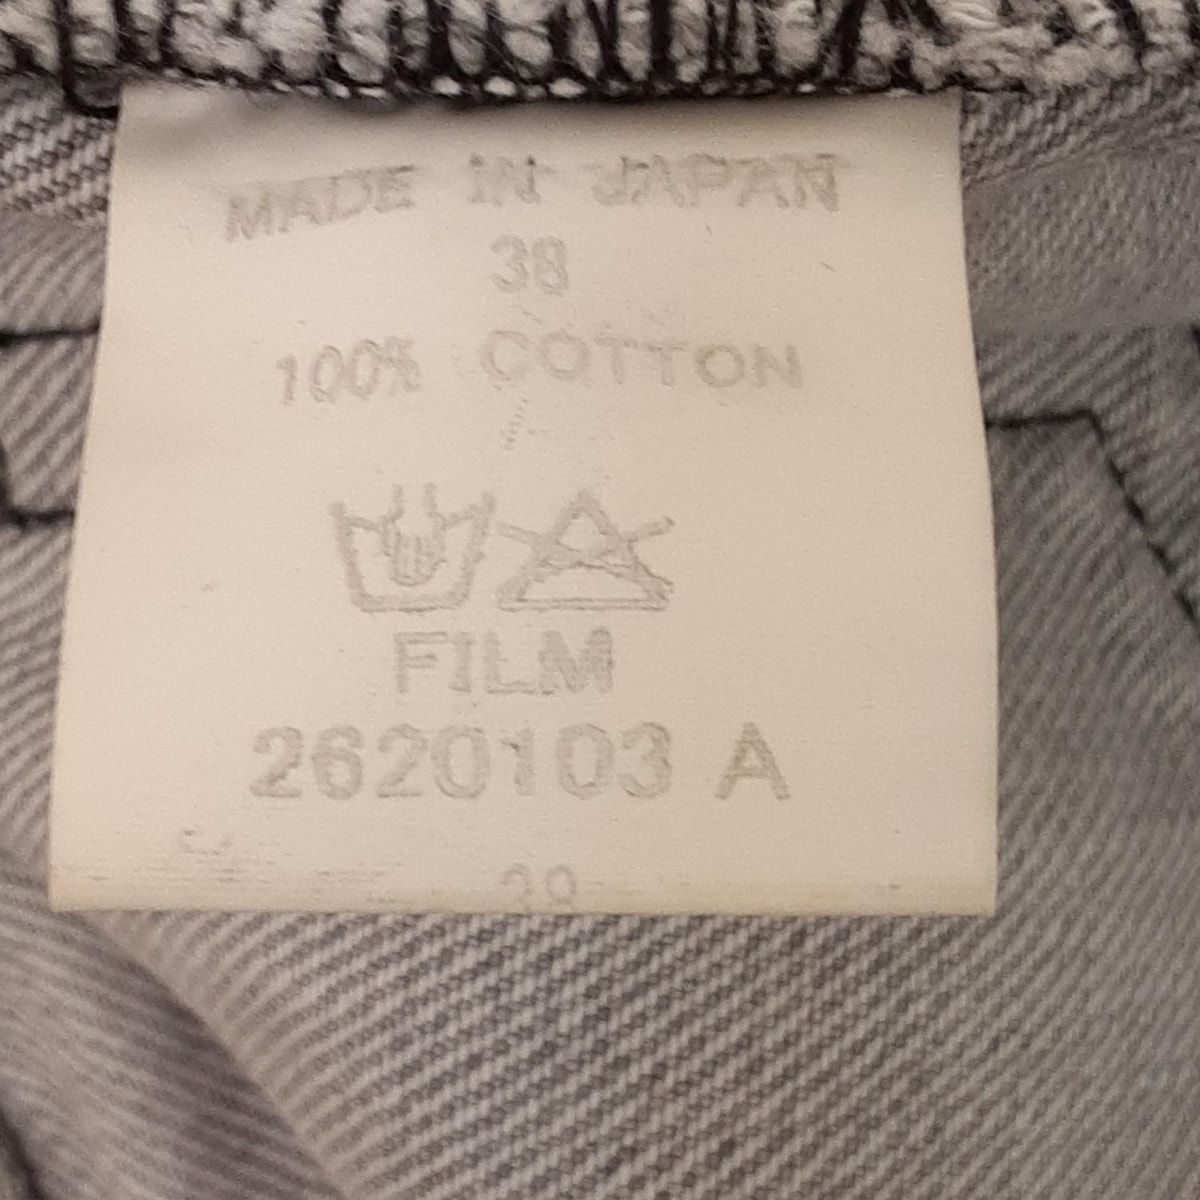 MADE IN JAPAN
38
100% COTTON
FILM
2620103 A